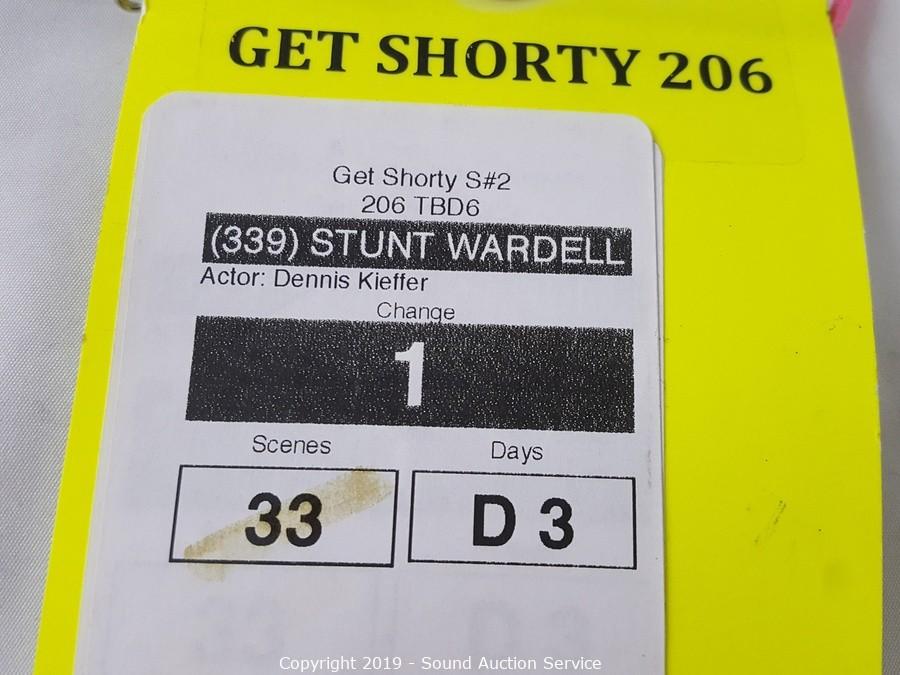 GET SHORTY 206
Get Shorty S#2
206 TBD6
(339) STUNT WARDELL
Actor: Dennis Kieffer
Change
1
Scenes Days
33 D 3
Copyright 2019 - Sound Auction Service